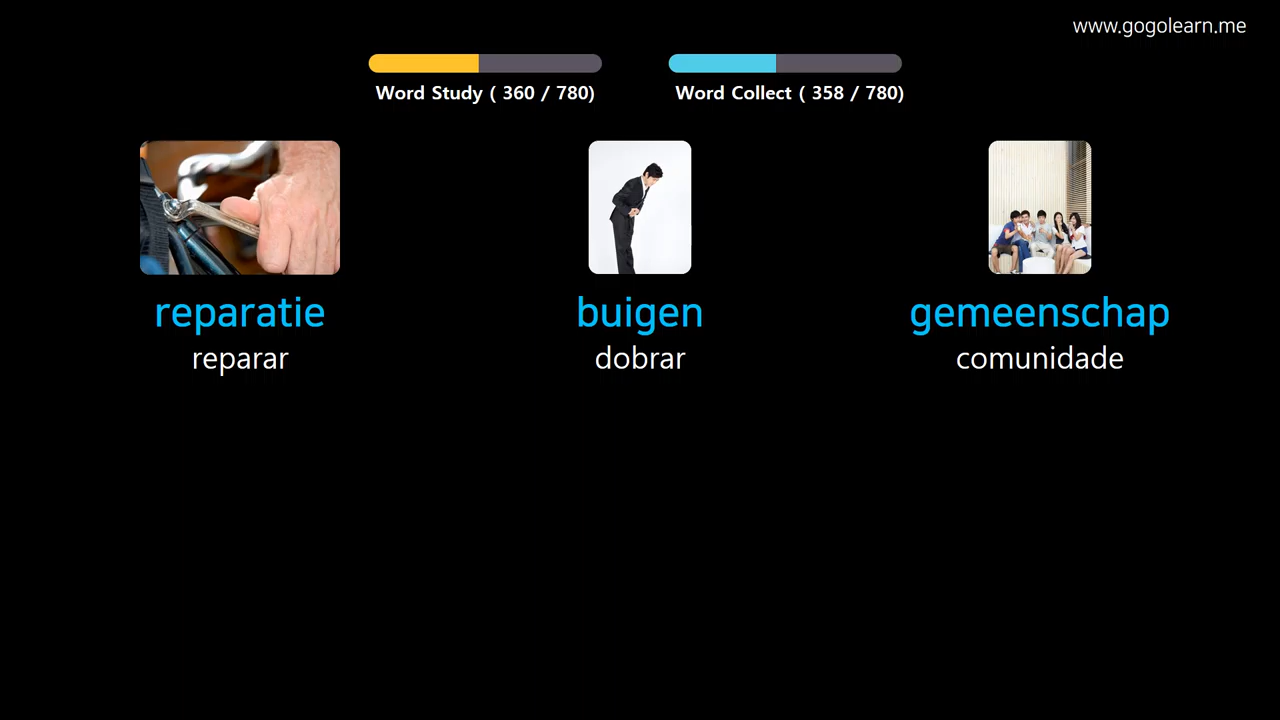 www.gogolearn.me
Word Study ( 360 / 780)
Word Collect ( 358 / 780)
reparatie
buigen
gemeenschap
reparar
dobrar
comunidade